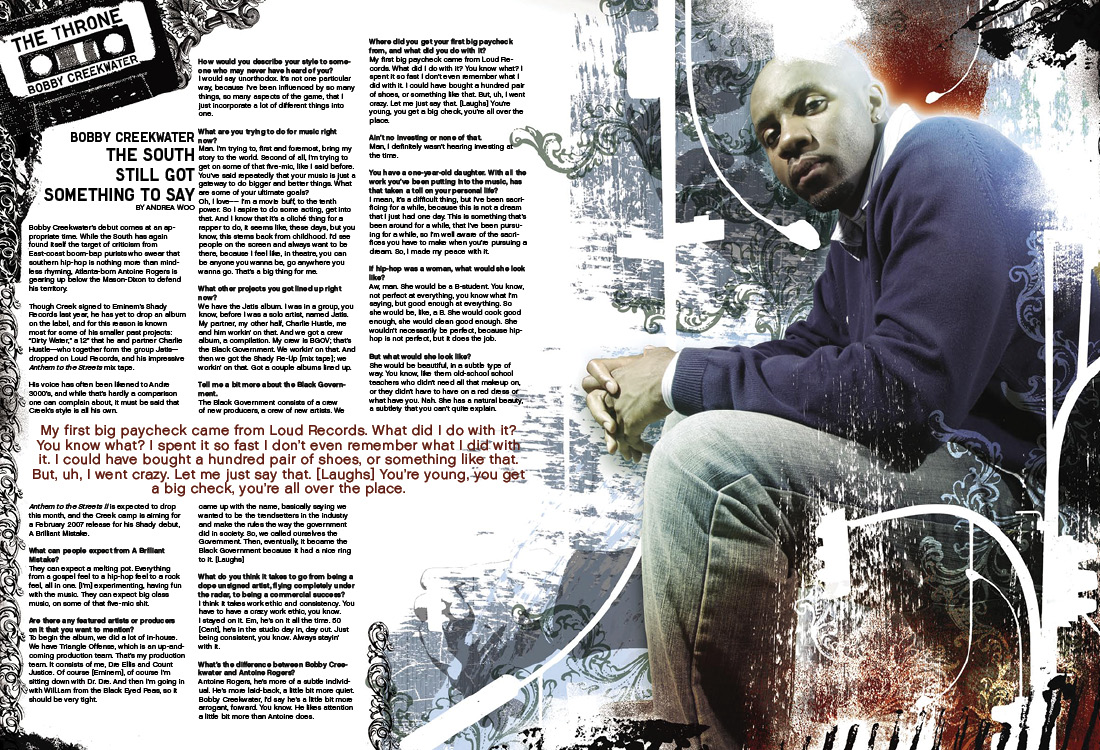 THE THRONE
BOBBY CREEKWATER
BOBBY CREEKWATER
THE SOUTH
STILL GOT
SOMETHING TO SAY
BY ANDREA WOO
Bobby Creekwater's debut comes at an ap-
propriate time. While the South has again
found itself the target of criticism from
East-coast boom-bap purists who swear that
southern hip-hop is nothing more than mind-
less rhyming, Atlanta-born Antoine Rogers is
gearing up below the Mason-Dixon to defend
his territory.
Though Creek signed to Eminem's Shady
Records last year, he has yet to drop an album
on the label, and for this reason is known
most for some of his smaller past projects:
"Dirty Water," a 12" that he and partner Charlie
Hustle—who together form the group Jatis—
dropped on Loud Records, and his impressive
Anthem to the Streets mix tape.
His voice has often been likened to Andre
3000's, and while that's hardly a comparison
one can complain about, it must be said that
Creek's style is all his own.
My first big paycheck came from Loud Records. What did I do with it?
You know what? I spent it so fast I don't even remember what I did with
it. I could have bought a hundred pair of shoes, or something like that.
But, uh, I went crazy. Let me just say that. [Laughs] You're young, you get
a big check, you're all over the place.
Anthem to the Streets II is expected to drop
this month, and the Creek camp is aiming for
a February 2007 release for his Shady debut,
A Brilliant Mistake.
What can people expect from A Brilliant
Mistake?
They can expect a melting pot. Everything
from a gospel feel to a hip-hop feel to a rock
feel, all in one. [I'm] experimenting, having fun
with the music. They can expect big class
music, on some of that five-mic shit.
Are there any featured artists or producers
on it that you want to mention?
To begin the album, we did a lot of in-house.
We have Triangle Offense, which is an up-and-
coming production team. That's my production
team. It consists of me, Dre Ellis and Count
Justice. Of course [Eminem], of course I'm
sitting down with Dr. Dre. And then I'm going in
with Will.I.am from the Black Eyed Peas, so it
should be very tight.
How would you describe your style to some-
one who may never have heard of you?
I would say unorthodox. It's not one particular
way, because I've been influenced by so many
things, so many aspects of the game, that I
just incorporate a lot of different things into
one.
What are you trying to do for music right
now?
Man. I'm trying to, first and foremost, bring my
story to the world. Second of all, I'm trying to
get on some of that five-mic, like I said before.
You've said repeatedly that your music is just a
gateway to do bigger and better things. What
are some of your ultimate goals?
Oh, I love— I'm a movie buff, to the tenth
power. So I aspire to do some acting, get into
that. And I know that it's a cliché thing for a
rapper to do, it seems like, these days, but you
know, this stems back from childhood. I'd see
people on the screen and always want to be
there, because I feel like, in theatre, you can
be anyone you wanna be, go anywhere you
wanna go. That's a big thing for me.
What other projects you got lined up right
now?
We have the Jatis album. I was in a group, you
know, before I was a solo artist, named Jatis.
My partner, my other half, Charlie Hustle, me
and him workin' on that. And we got a crew
album, a compilation. My crew is BGOV; that's
the Black Government. We workin' on that. And
then we got the Shady Re-Up [mix tape]; we
workin' on that. Got a couple albums lined up.
Tell me a bit more about the Black Govern-
ment.
The Black Government consists of a crew
of new producers, a crew of new artists. We
came up with the name, basically saying we
wanted to be the trendsetters in the industry
and make the rules the way the government
did in society. So, we called ourselves the
Government. Then, eventually, it became the
Black Government because it had a nice ring
to it. [Laughs]
What do you think it takes to go from being a
dope unsigned artist, flying completely under
the radar, to being a commercial success?
I think it takes work ethic and consistency. You
have to have a crazy work ethic, you know.
I stayed on it. Em, he's on it all the time. 50
[Cent], he's in the studio day in, day out. Just
being consistent, you know. Always stayin'
with it.
What's the difference between Bobby Cree-
kwater and Antoine Rogers?
Antoine Rogers, he's more of a subtle individ-
ual. He's more laid-back, a little bit more quiet.
Bobby Creekwater, I'd say he's a little bit more
arrogant, forward. You know. He likes attention
a little bit more than Antoine does.
Where did you get your first big paycheck
from, and what did you do with it?
My first big paycheck came from Loud Re-
cords. What did I do with it? You know what? I
spent it so fast I don't even remember what I
did with it. I could have bought a hundred pair
of shoes, or something like that. But, uh, I went
crazy. Let me just say that. [Laughs] You're
young, you get a big check, you're all over the
place.
Ain't no investing or none of that.
Man, I definitely wasn't hearing investing at
the time.
You have a one-year-old daughter. With all the
work you've been putting into the music, has
that taken a toll on your personal life?
I mean, it's a difficult thing, but I've been sacri-
ficing for a while, because this is not a dream
that I just had one day. This is something that's
been around for a while, that I've been pursu-
ing for a while, so I'm well aware of the sacri-
fices you have to make when you're pursuing a
dream. So, I made my peace with it.
If hip-hop was a woman, what would she look
like?
Aw, man. She would be a B-student. You know,
not perfect at everything, you know what I'm
saying, but good enough at everything. So
she would be, like, a B. She would cook good
enough, she would clean good enough. She
wouldn't necessarily be perfect, because hip-
hop is not perfect, but it does the job.
But what would she look like?
She would be beautiful, in a subtle type of
way. You know, like them old-school school
teachers who didn't need all that makeup on,
or they didn't have to have on a red dress or
what have you. Nah. She has a natural beauty,
a subtlety that you can't quite explain.